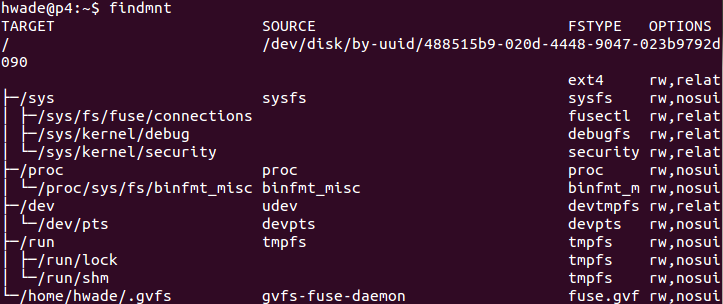 hwade@p4:~$ findmnt
TARGET SOURCE FSTYPE OPTIONS
/ /dev/disk/by-uuid/488515b9-020d-4448-9047-023b9792d
090
ext4 rw,relat
├─/sys sysfs sysfs rw,nosui
│ ├─/sys/fs/fuse/connections fusectl rw,relat
│ ├─/sys/kernel/debug debugfs rw,relat
│ └─/sys/kernel/security security rw,relat
├─/proc proc proc rw,nosui
│ └─/proc/sys/fs/binfmt_misc binfmt_misc binfmt_m rw,nosui
├─/dev udev devtmpfs rw,relat
│ └─/dev/pts devpts devpts rw,nosui
├─/run tmpfs tmpfs rw,nosui
│ ├─/run/lock tmpfs rw,nosui
│ └─/run/shm tmpfs rw,nosui
└─/home/hwade/.gvfs gvfs-fuse-daemon fuse.gvf rw,nosui